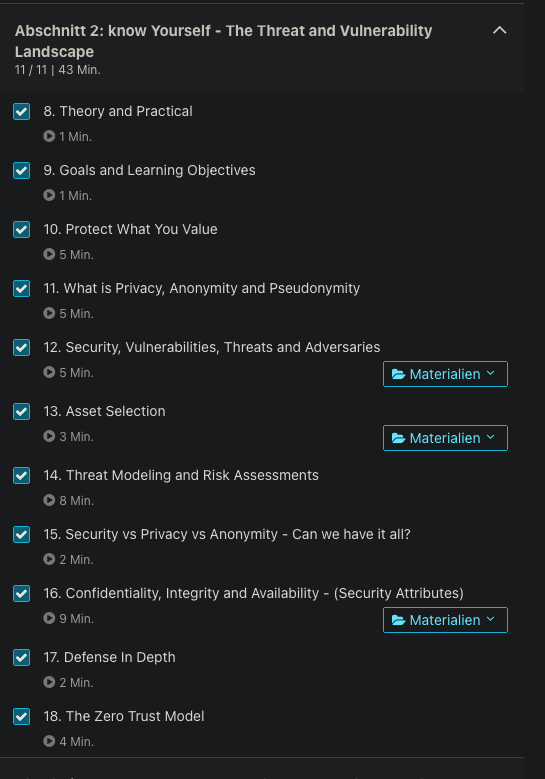 Abschnitt 2: know Yourself - The Threat and Vulnerability
Landscape
11 / 11 | 43 Min.
8. Theory and Practical
1 Min.
9. Goals and Learning Objectives
1 Min.
10. Protect What You Value
5 Min.
11. What is Privacy, Anymity and Pseudonymity
5 Min.
12. Security, Vulnerabilities, Threats and Adversaries
5 Min.
Materialien
13. Asset Selection
3 Min.
Materialien
14. Threat Modeling and Risk Assessments
8 Min.
15. Security vs Privacy vs Anonymity - Can we have it all?
2 Min.
16. Confidentiality, Integrity and Availability - (Security Attributes)
9 Min.
Materialien
17. Defense In Depth
2 Min.
18. The Zero Trust Model
4 Min.